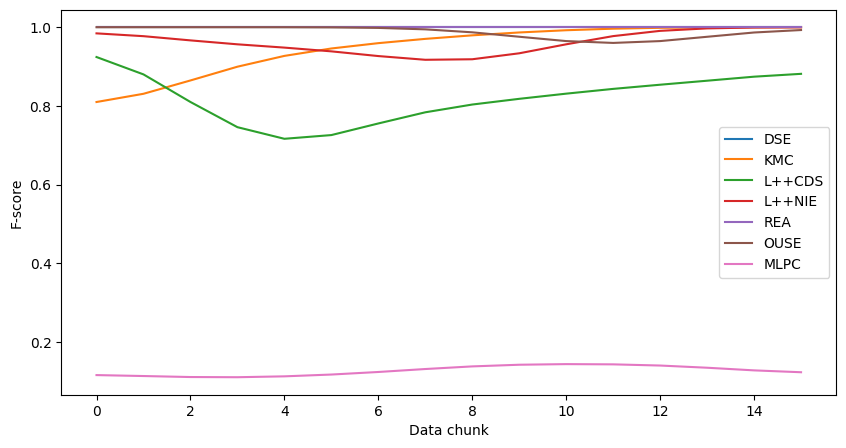 1.0
0.8
0.6
0.4
0.2
F-score
0 2 4 6 8 10 12 14
Data chunk
DSE
KMC
L++CDS
L++NIE
REA
OUSE
MLPC